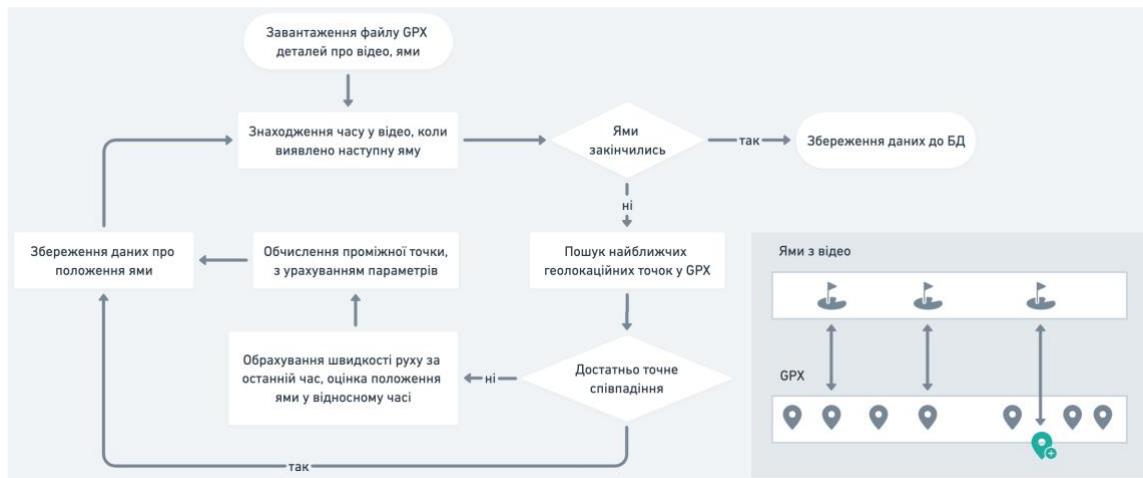 Завантаження файлу GPX
деталей про відео, ями
Знаходження часу у відео, коли
виявлено наступну яму
Ями
закінчились
так
Збереження даних до БД
ні
Збереження даних про
положення ями
Обчислення проміжної точки,
з урахуванням параметрів
Пошук найближчих
геолокаційних точок у GPX
Обрахування швидкості руху за
останній час, оцінка положення
ями у відносному часі
ні
Достатньо точне
співпадіння
так
Ями з відео
GPX